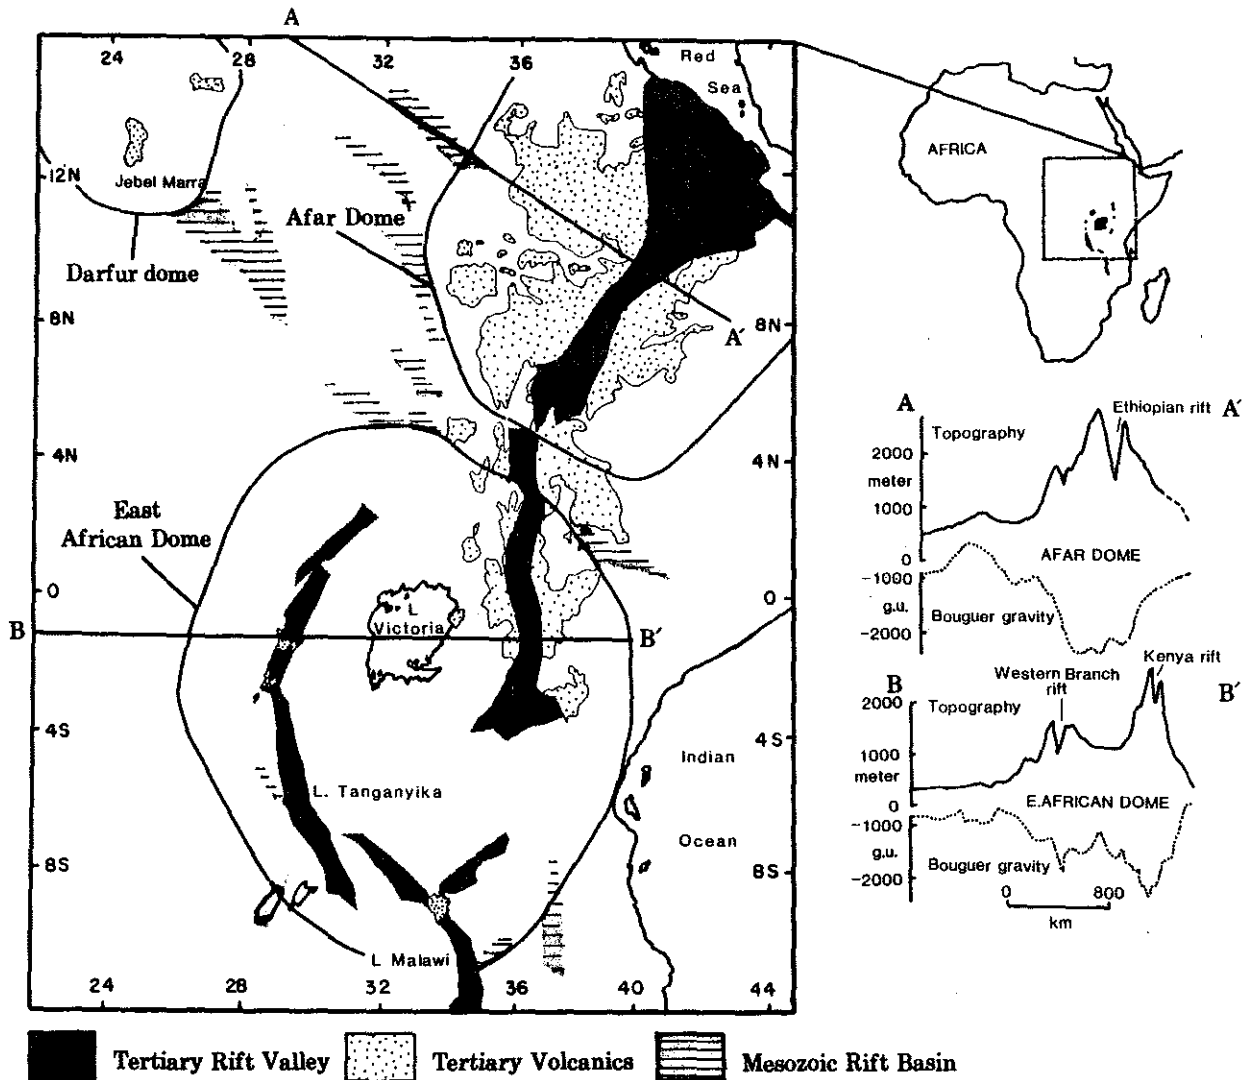 A
24
28
32
36
Red
Sea
12N
Jebel Marra
Afar Dome
Darfur dome
8N
A′
8N
4N
4N
East
African Dome
0
0
L
Victoria
B
B′
4S
4S
Indian
L. Tanganyika
Ocean
8S
8S
L Malawi
24
28
32
36
40
44
Tertiary Rift Valley
Tertiary Volcanics
Mesozoic Rift Basin
AFRICA
A
Ethiopian rift
A′
Topography
2000
meter
1000
0
AFAR DOME
-1000
g.u.
Bouguer gravity
-2000
Kenya rift
Western Branch
rift
B
B′
2000
Topography
1000
meter
0
E.AFRICAN DOME
-1000
g.u.
Bouguer gravity
-2000
0
800
km